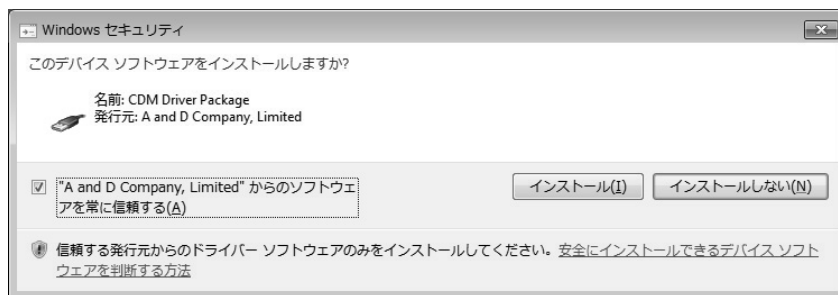 Windows セキュリティ
このデバイス ソフトウェアをインストールしますか?
名前: CDM Driver Package
発行元: A and D Company, Limited
"A and D Company, Limited" からのソフトウェ
アを常に信頼する(A)
インストール(I)
インストールしない(N)
信頼する発行元からのドライバー ソフトウェアのみをインストールしてください。安全にインストールできるデバイス ソフト
ウェアを判断する方法